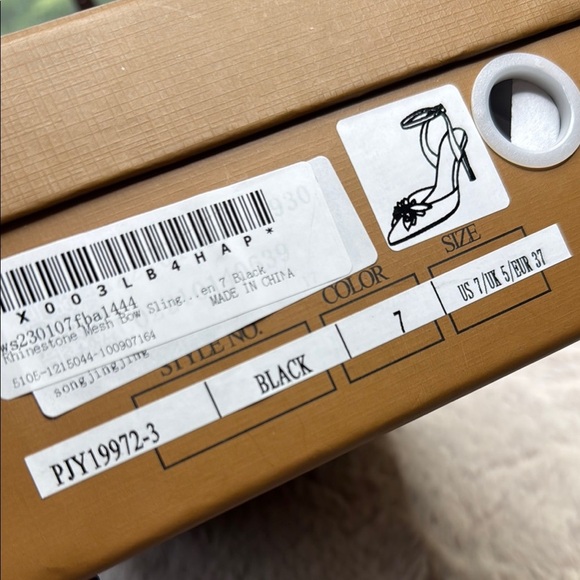 X003LB4HAP*
ws230107fba1444
Rhinestone Mesh Bow Sling...en 7 Black
MADE IN CHINA
5105-1215044-100907164
songjingjing
STYLE NO.
COLOR
SIZE
PJY19972-3
BLACK
7
US 7/UK 5/EUR 37